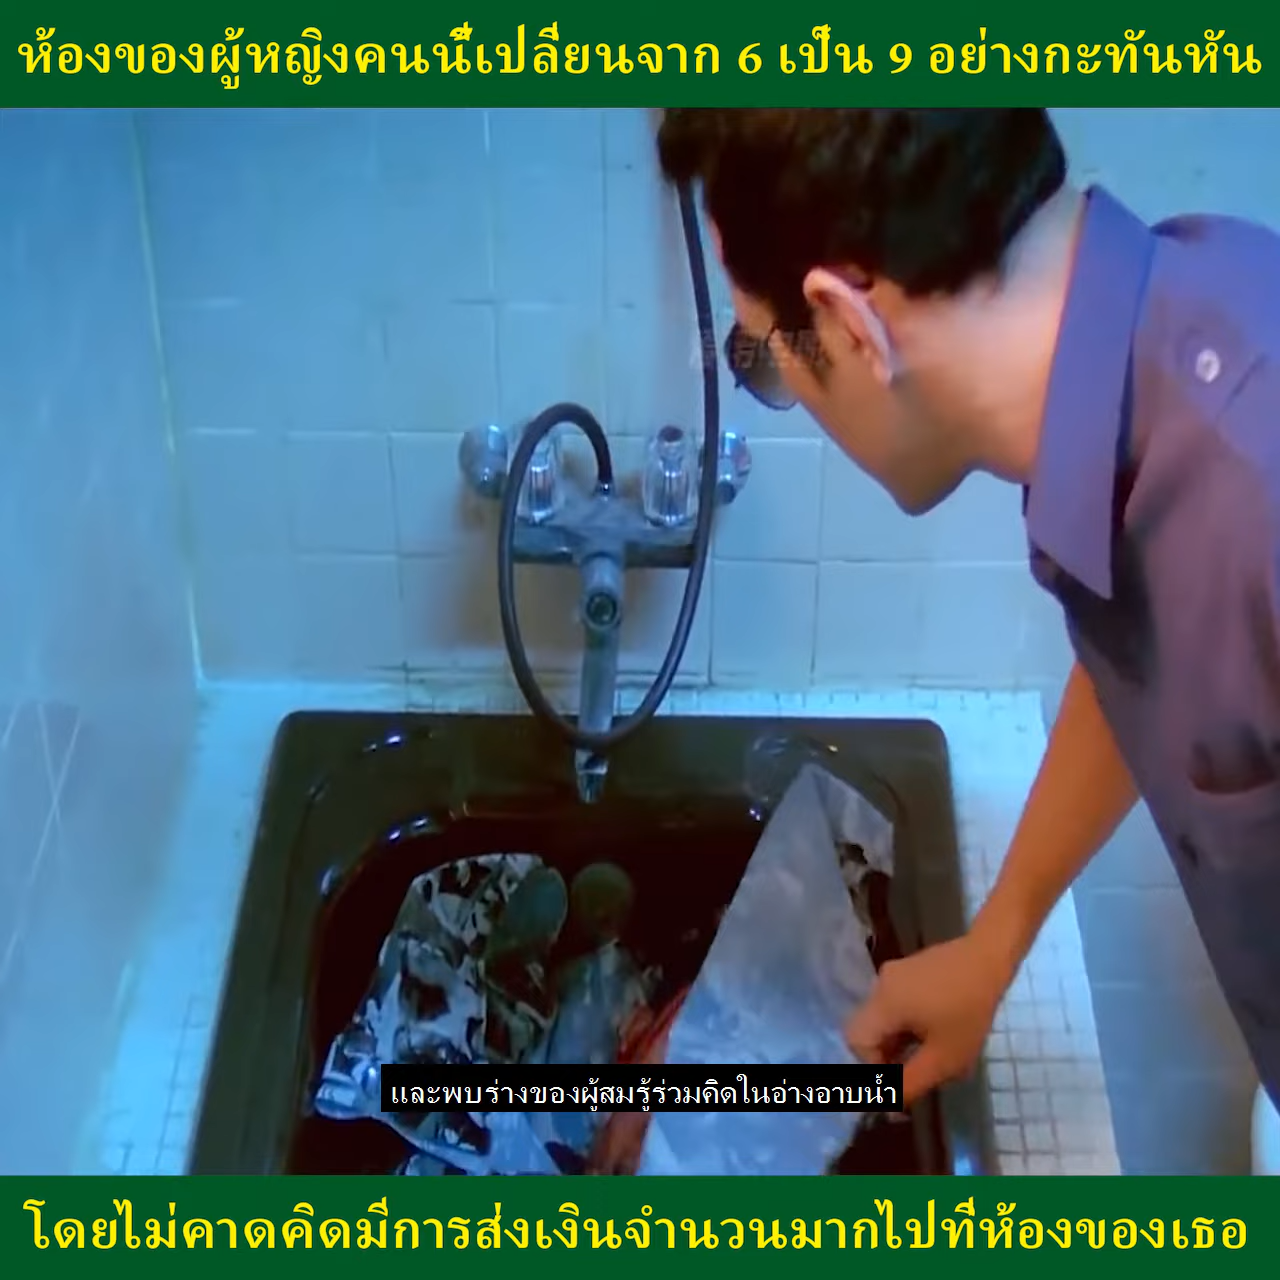 ห้องของผู้หญิงคนนี้เปลี่ยนจาก 6 เป็น 9 อย่างกะทันหัน
และพบร่างของผู้สมรู้ร่วมคิดในอ่างอาบน้ำ
โดยไม่คาดคิดมีการส่งเงินจำนวนมากไปที่ห้องของเธอ